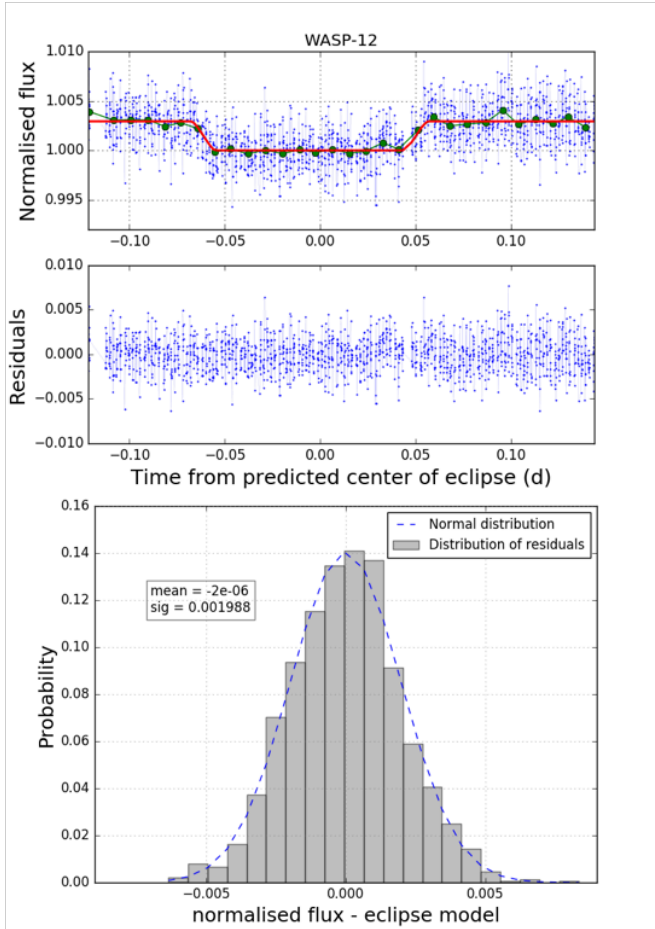 WASP-12
1.010
1.005
1.000
0.995
Normalised flux
−0.10 −0.05 0.00 0.05 0.10
0.010
0.005
0.000
−0.005
−0.010
Residuals
−0.10 −0.05 0.00 0.05 0.10
Time from predicted center of eclipse (d)
0.16
0.14
0.12
0.10
0.08
0.06
0.04
0.02
0.00
Probability
Normal distribution
Distribution of residuals
mean = -2e-06
sig = 0.001988
−0.005 0.000 0.005
normalised flux - eclipse model